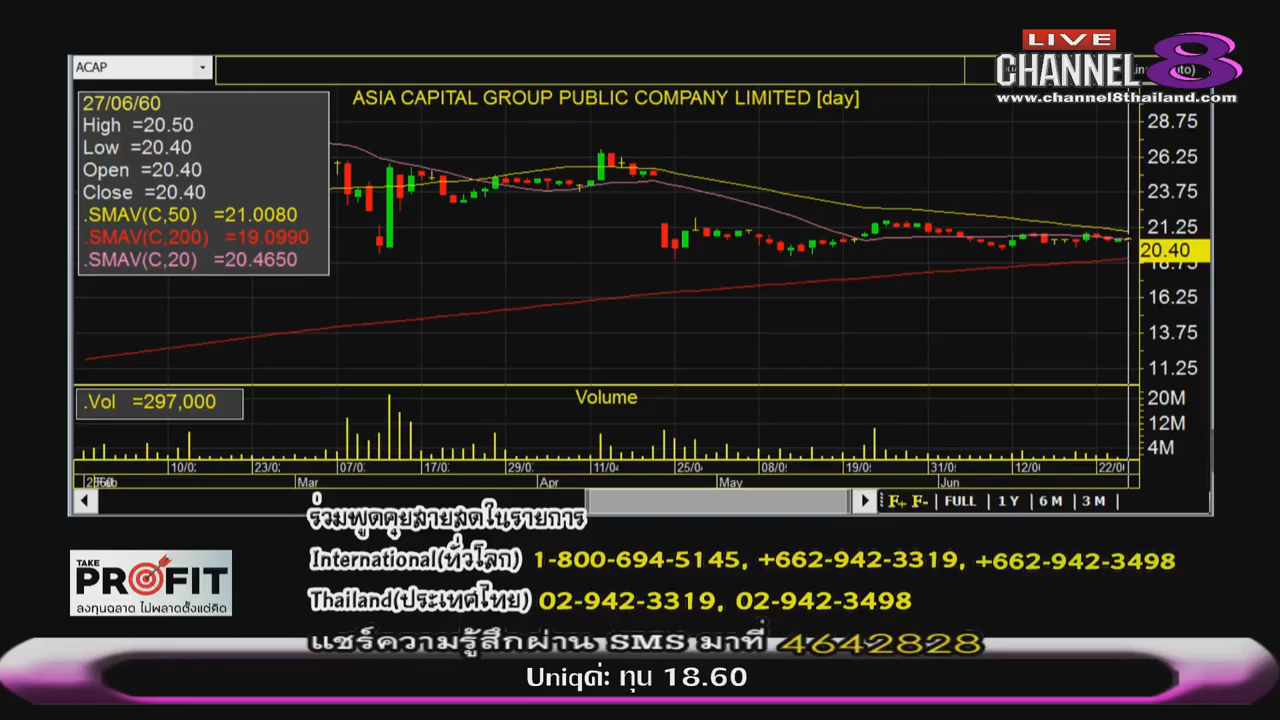 LIVE
CHANNEL 8
www.channel8thailand.com
ACAP
ASIA CAPITAL GROUP PUBLIC COMPANY LIMITED [day]
27/06/60
High =20.50
Low =20.40
Open =20.40
Close =20.40
.SMAV(C,50) =21.0080
.SMAV(C,200) =19.0990
.SMAV(C,20) =20.4650
28.75
26.25
23.75
21.25
20.40
18.75
16.25
13.75
11.25
.Vol =297,000
Volume
20M
12M
4M
10/0 23/0 07/0 17/0 29/0 11/04 25/04 08/0 19/0 31/0 12/0 22/0
Mar Apr May Jun
F+ F- FULL 1 Y 6 M 3 M
ร่วมพูดคุยสายสดในรายการ
International(ทั่วโลก) 1-800-694-5145, +662-942-3319, +662-942-3498
Thailand(ประเทศไทย) 02-942-3319, 02-942-3498
แชร์ความรู้สึกผ่าน SMS มาที่ 4642828
TAKE
PROFIT
ลงทุนฉลาด ไม่พลาดตั้งแต่คิด
Uniqค่ะ ทุน 18.60